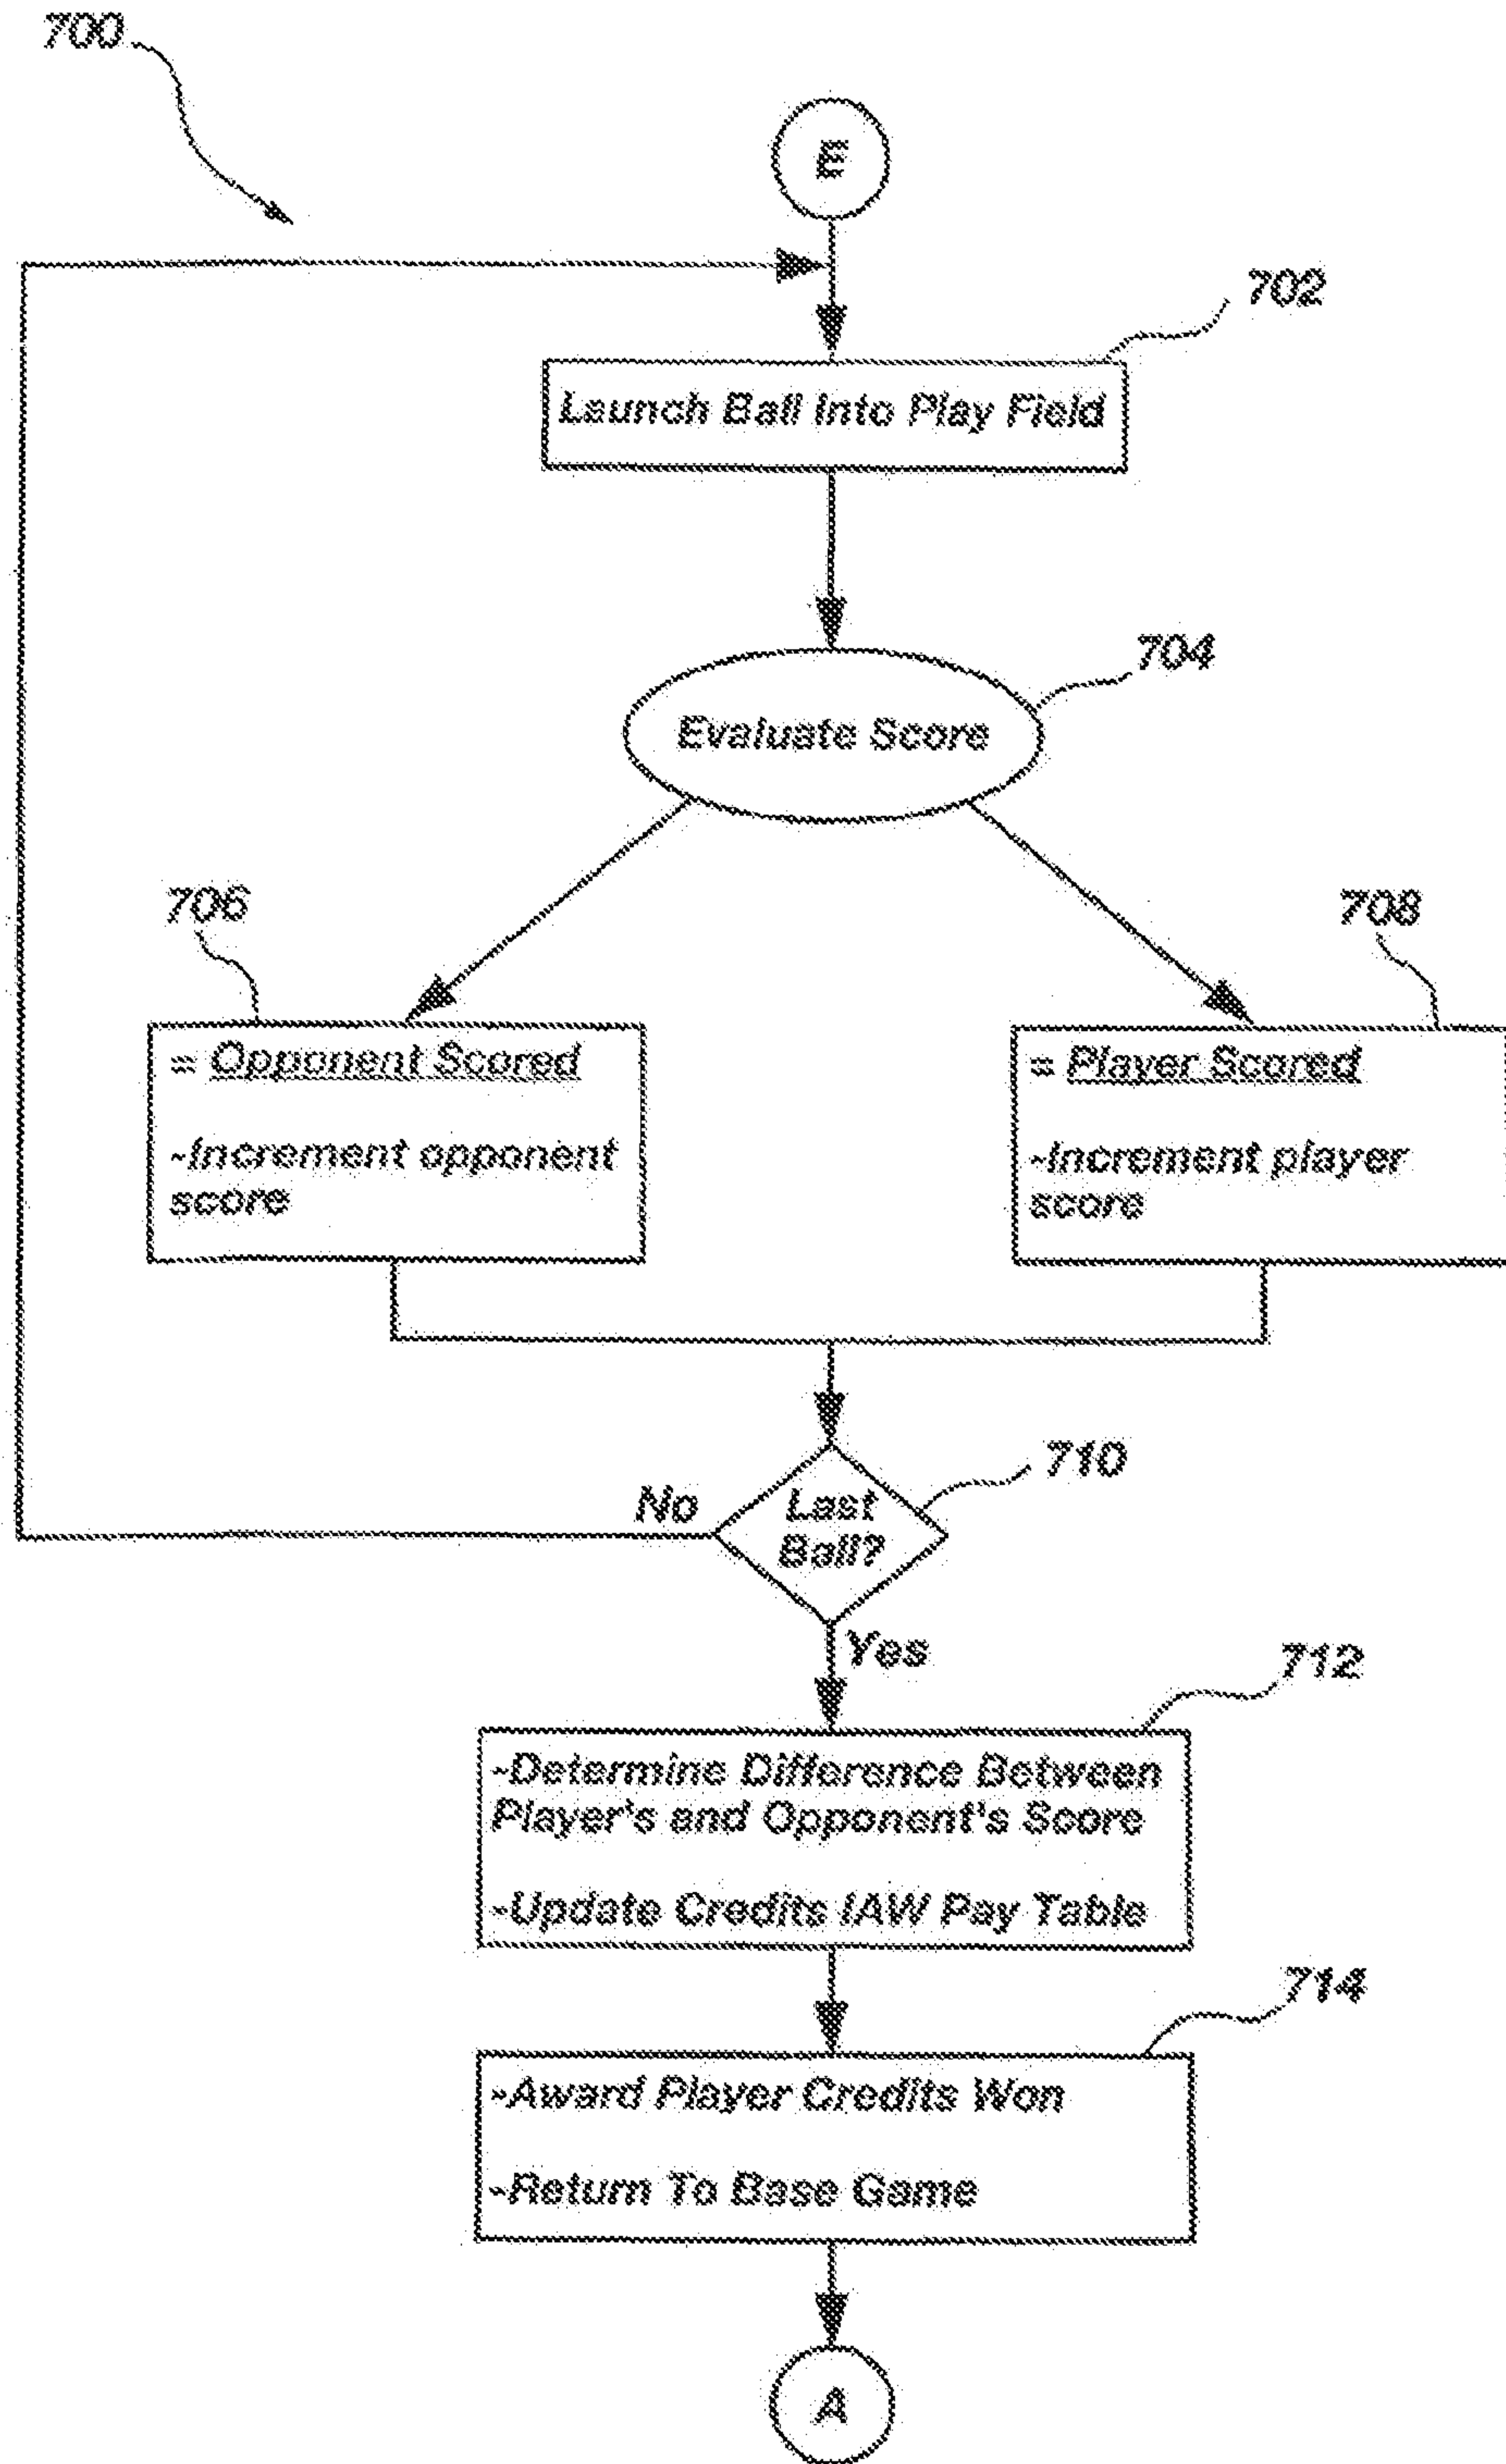 700
E
702
Launch Ball Into Play Field
704
Evaluate Score
706
708
= Opponent Scored
-Increment opponent
score
= Player Scored
-Increment player
score
710
No
Last
Ball?
Yes
712
-Determine Difference Between
Player's and Opponent's Score
-Update Credits IAW Pay Table
714
-Award Player Credits Won
-Return To Base Game
A